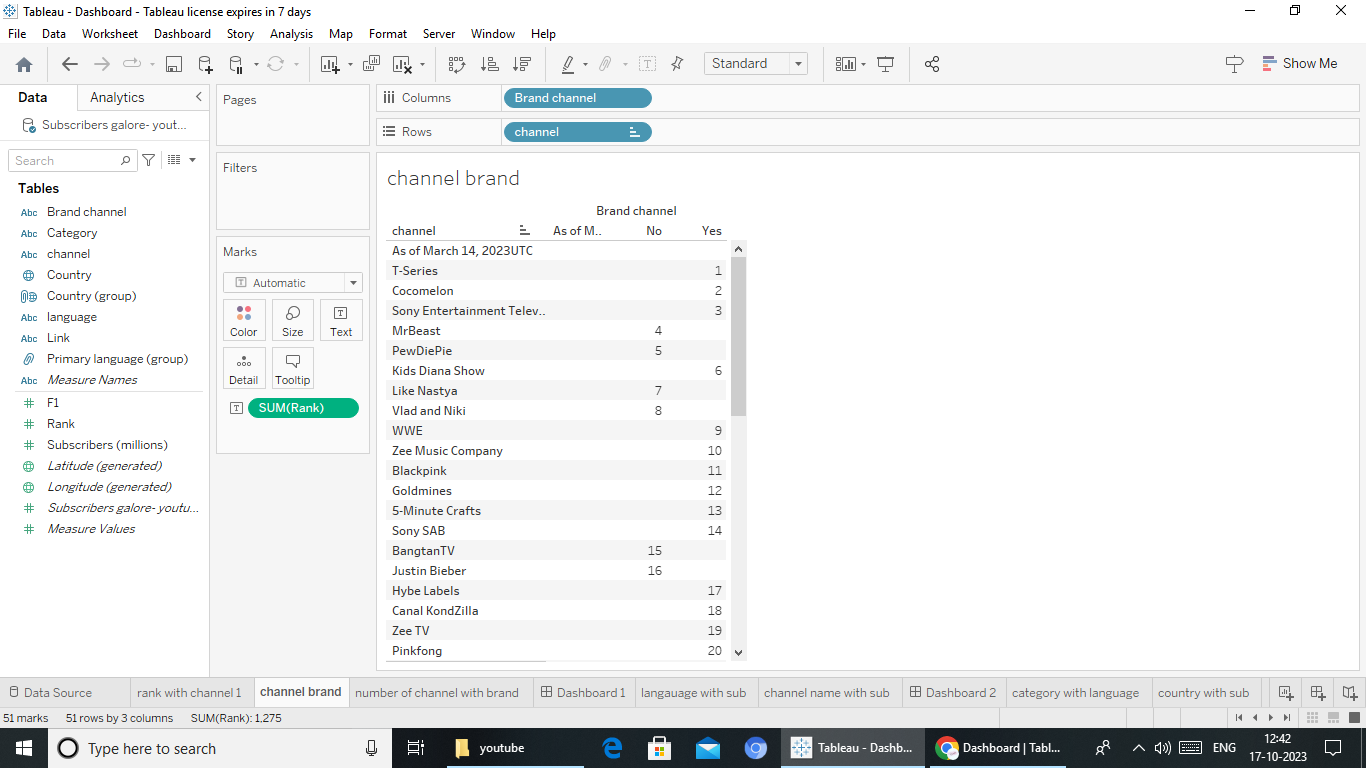 Tableau - Dashboard - Tableau license expires in 7 days
File Data Worksheet Dashboard Story Analysis Map Format Server Window Help
Standard
Show Me
Data Analytics
Subscribers galore- yout...
Search
Tables
Abc Brand channel
Abc Category
Abc channel
Country
Country (group)
Abc language
Abc Link
Primary language (group)
Abc Measure Names
F1
Rank
Subscribers (millions)
Latitude (generated)
Longitude (generated)
Subscribers galore- youtu...
Measure Values
Pages
Filters
Marks
Automatic
Color Size Text
Detail Tooltip
SUM(Rank)
Columns Brand channel
Rows channel
channel brand
Brand channel
channel As of M.. No Yes
As of March 14, 2023UTC
T-Series 1
Cocomelon 2
Sony Entertainment Telev.. 3
MrBeast 4
PewDiePie 5
Kids Diana Show 6
Like Nastya 7
Vlad and Niki 8
WWE 9
Zee Music Company 10
Blackpink 11
Goldmines 12
5-Minute Crafts 13
Sony SAB 14
BangtanTV 15
Justin Bieber 16
Hybe Labels 17
Canal KondZilla 18
Zee TV 19
Pinkfong 20
Data Source rank with channel 1 channel brand number of channel with brand Dashboard 1 langauage with sub channel name with sub Dashboard 2 category with language country with sub
51 marks 51 rows by 3 columns SUM(Rank): 1,275
Type here to search youtube Tableau - Dashb... Dashboard | Tabl... ENG 12:42
17-10-2023